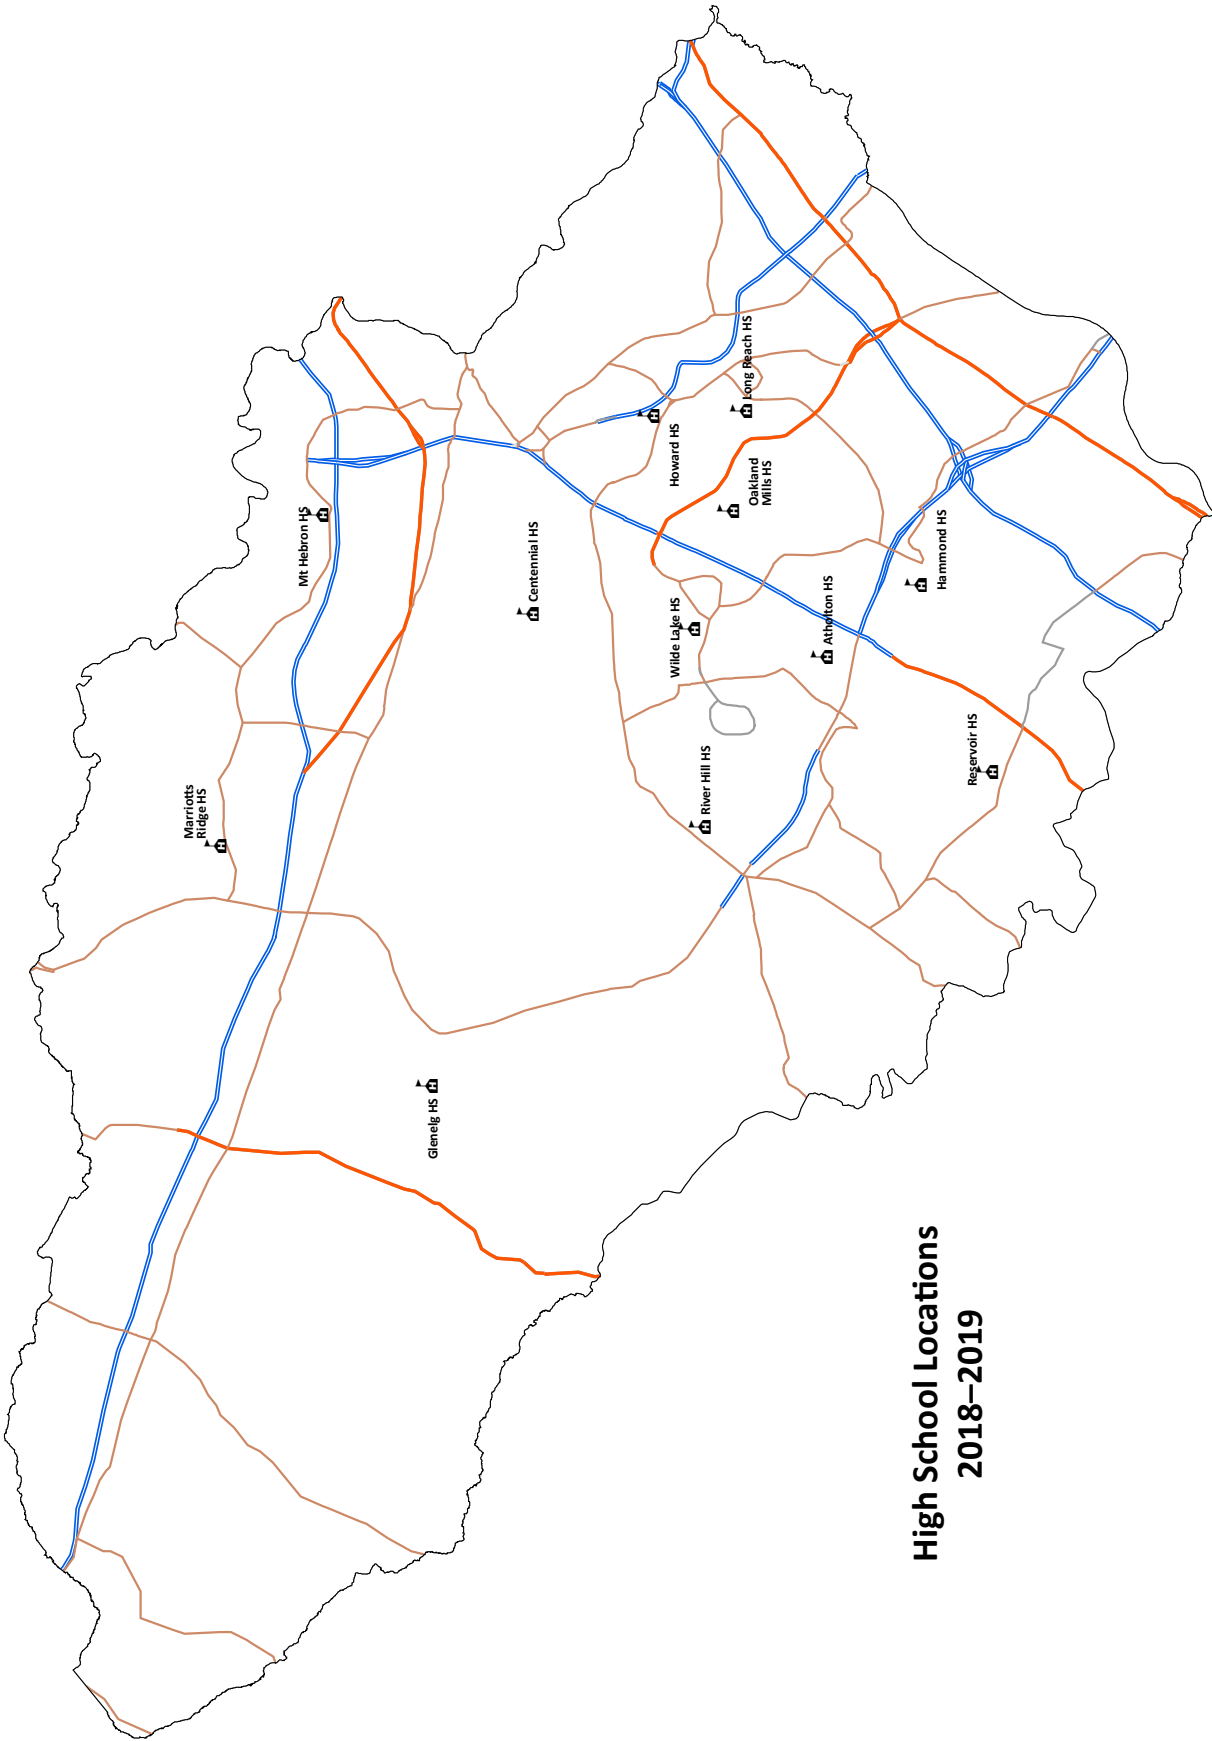 High School Locations
2018–2019
Marriotts
Ridge HS
Mt Hebron HS
Glenelg HS
Centennial HS
Howard HS
Long Reach HS
Oakland
Mills HS
Wilde Lake HS
River Hill HS
Atholton HS
Hammond HS
Reservoir HS